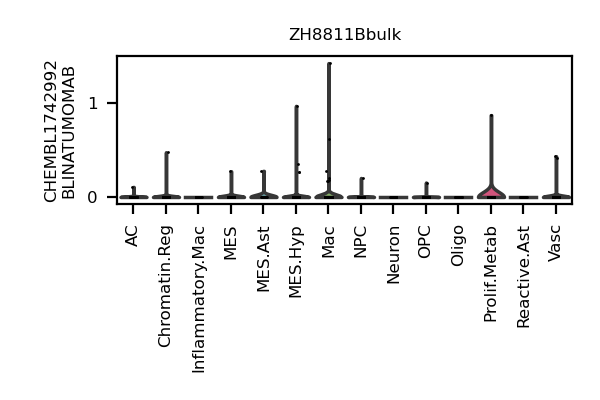 ZH8811Bbulk
CHEMBL1742992
BLINATUMOMAB
1
0
AC
Chromatin.Reg
Inflammatory.Mac
MES
MES.Ast
MES.Hyp
Mac
NPC
Neuron
OPC
Oligo
Prolif.Metab
Reactive.Ast
Vasc